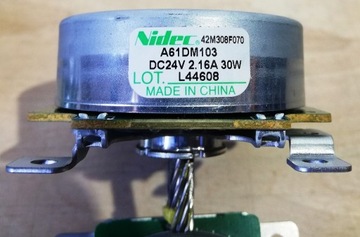 Nidec 42M308F070
A61DM103
DC24V 2.16A 30W
LOT. L44608
MADE IN CHINA